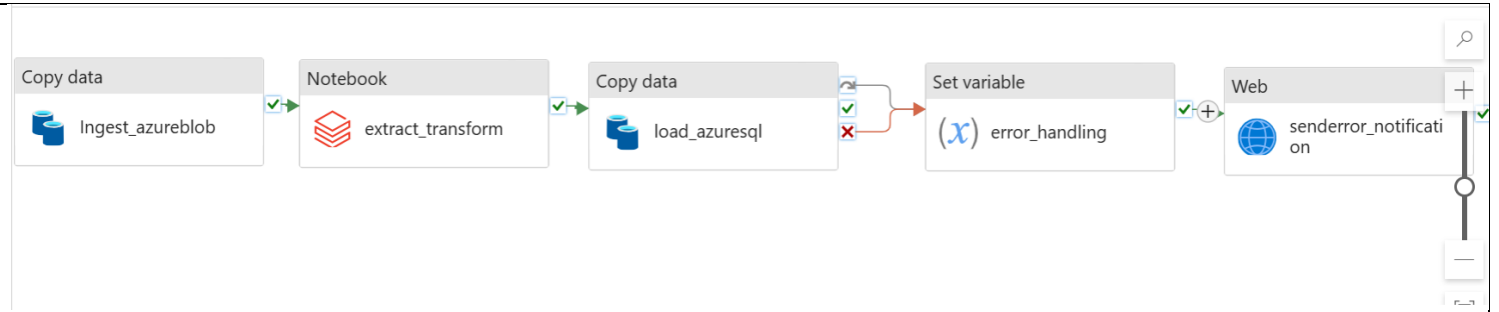 Copy data
Ingest_azureblob
Notebook
extract_transform
Copy data
load_azuresql
Set variable
(x) error_handling
Web
senderror_notificati
on